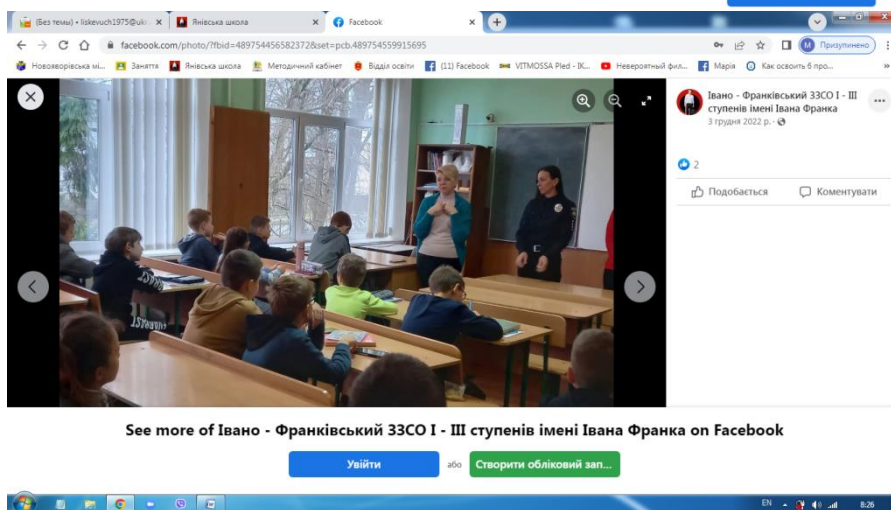 (Без темы) • liskevuch1975@uk
Янівська школа
Facebook
facebook.com/photo/?fbid=489754456582372&set=pcb.489754559915695
M Призупинено
Новояворівська мі...
Заняття
Янівська школа
Методичний кабінет
Відділ освіти
(11) Facebook
VITMOSSA Pled - IK...
Невероятный фил...
Марія
Как освоить 6 про...
Івано - Франківський ЗЗСО І - ІІІ
ступенів імені Івана Франка
3 грудня 2022 р. ·
2
Подобається
Коментувати
See more of Івано - Франківський ЗЗСО І - ІІІ ступенів імені Івана Франка on Facebook
Увійти
або
Створити обліковий зап...
EN
8:26